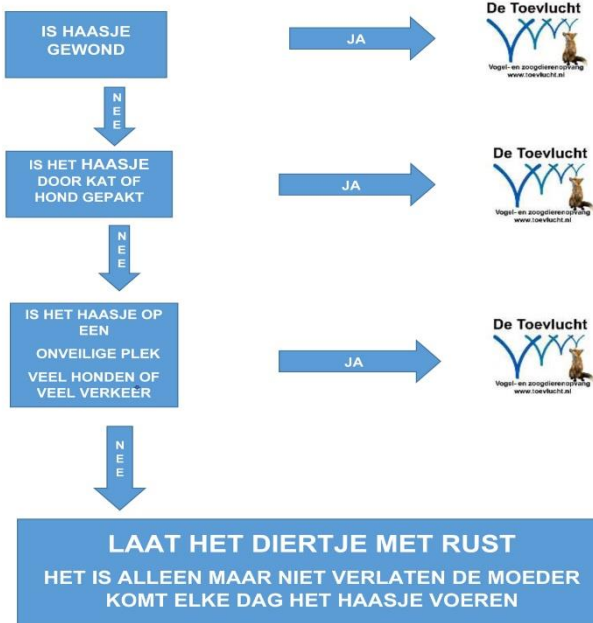 IS HAASJE
GEWOND
JA
De Toevlucht
Vogel- en zoogdierenopvang
www.toevlucht.nl
NEE
IS HET HAASJE
DOOR KAT OF
HOND GEPAKT
JA
De Toevlucht
Vogel- en zoogdierenopvang
www.toevlucht.nl
NEE
IS HET HAASJE OP
EEN
ONVEILIGE PLEK
VEEL HONDEN OF
VEEL VERKEER
JA
De Toevlucht
Vogel- en zoogdierenopvang
www.toevlucht.nl
NEE
LAAT HET DIERTJE MET RUST
HET IS ALLEEN MAAR NIET VERLATEN DE MOEDER
KOMT ELKE DAG HET HAASJE VOEREN